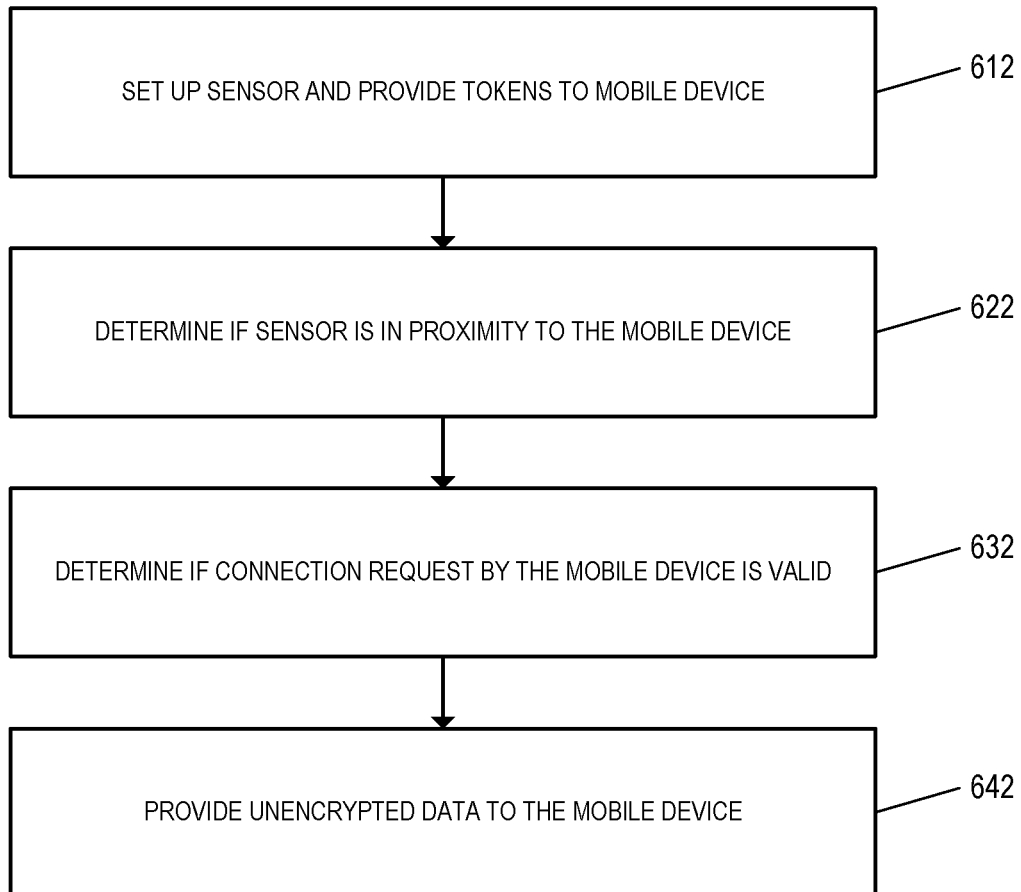 SET UP SENSOR AND PROVIDE TOKENS TO MOBILE DEVICE
612
DETERMINE IF SENSOR IS IN PROXIMITY TO THE MOBILE DEVICE
622
DETERMINE IF CONNECTION REQUEST BY THE MOBILE DEVICE IS VALID
632
PROVIDE UNENCRYPTED DATA TO THE MOBILE DEVICE
642